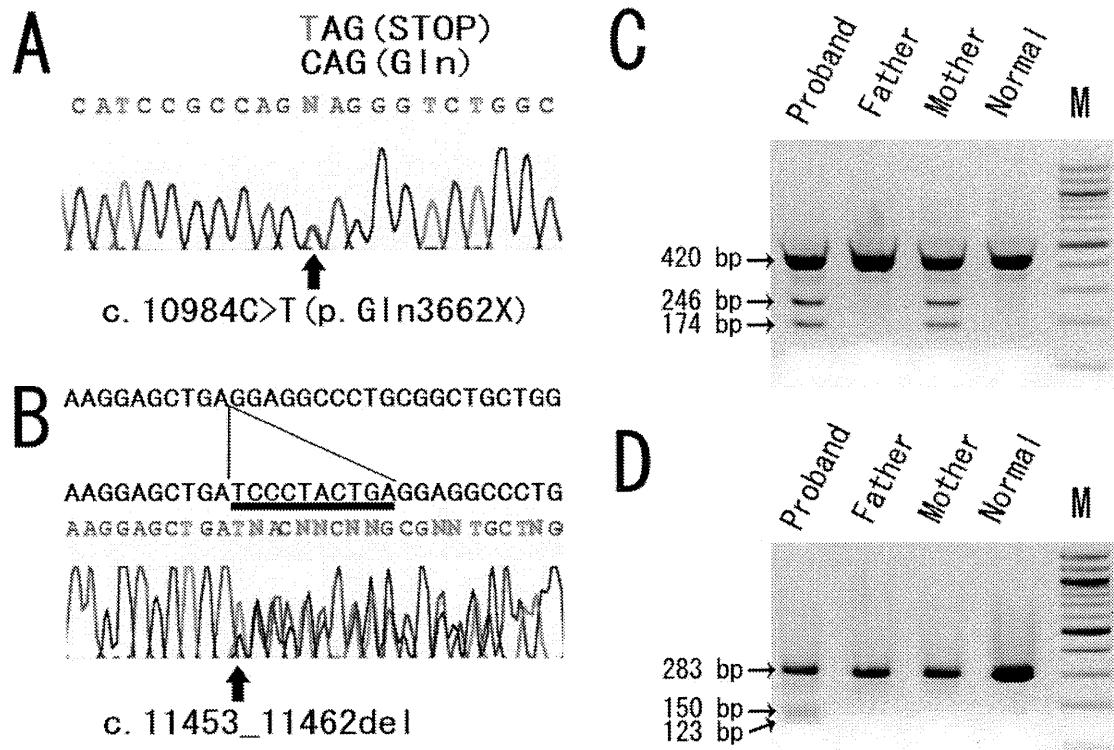 A
TAG (STOP)
CAG (Gln)
C A T C C G C C A G N A G G G T C T G G C
c. 10984C>T (p. Gln3662X)
B
AAGGAGCTGAGGAGGCCCTGCGGCTGCTGG
AAGGAGCTGATCCCTACTGAGGAGGCCCTG
AAGGAGCTGATNACNNCNNGCGNNTGCTNG
c. 11453_11462del
C
Proband Father Mother Normal M
420 bp→
246 bp→
174 bp→
D
Proband Father Mother Normal M
283 bp→
150 bp→
123 bp→